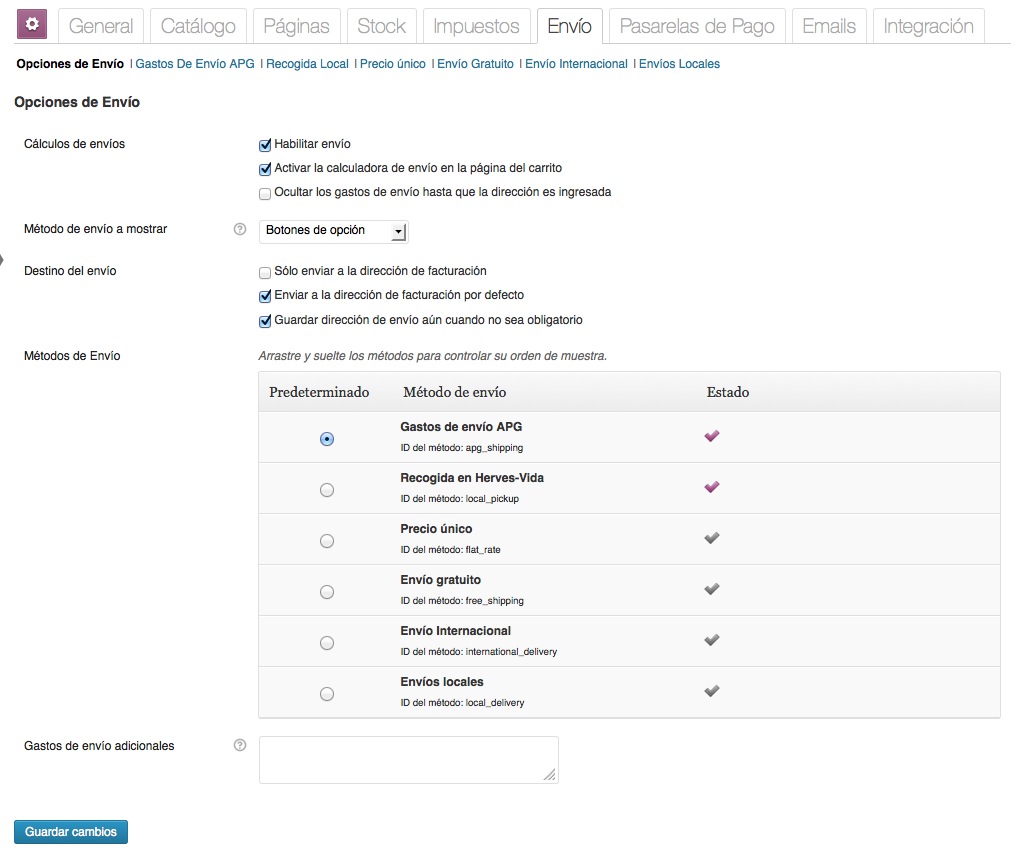 General Catálogo Páginas Stock Impuestos Envío Pasarelas de Pago Emails Integración
Opciones de Envío | Gastos De Envío APG | Recogida Local | Precio único | Envío Gratuito | Envío Internacional | Envíos Locales
Opciones de Envío
Cálculos de envíos
Habilitar envío
Activar la calculadora de envío en la página del carrito
Ocultar los gastos de envío hasta que la dirección es ingresada
Método de envío a mostrar ? Botones de opción
Destino del envío
Sólo enviar a la dirección de facturación
Enviar a la dirección de facturación por defecto
Guardar dirección de envío aún cuando no sea obligatorio
Métodos de Envío
Arrastre y suelte los métodos para controlar su orden de muestra.
Predeterminado Método de envío Estado
Gastos de envío APG
ID del método: apg_shipping
Recogida en Herves-Vida
ID del método: local_pickup
Precio único
ID del método: flat_rate
Envío gratuito
ID del método: free_shipping
Envío Internacional
ID del método: international_delivery
Envíos locales
ID del método: local_delivery
Gastos de envío adicionales ?
Guardar cambios